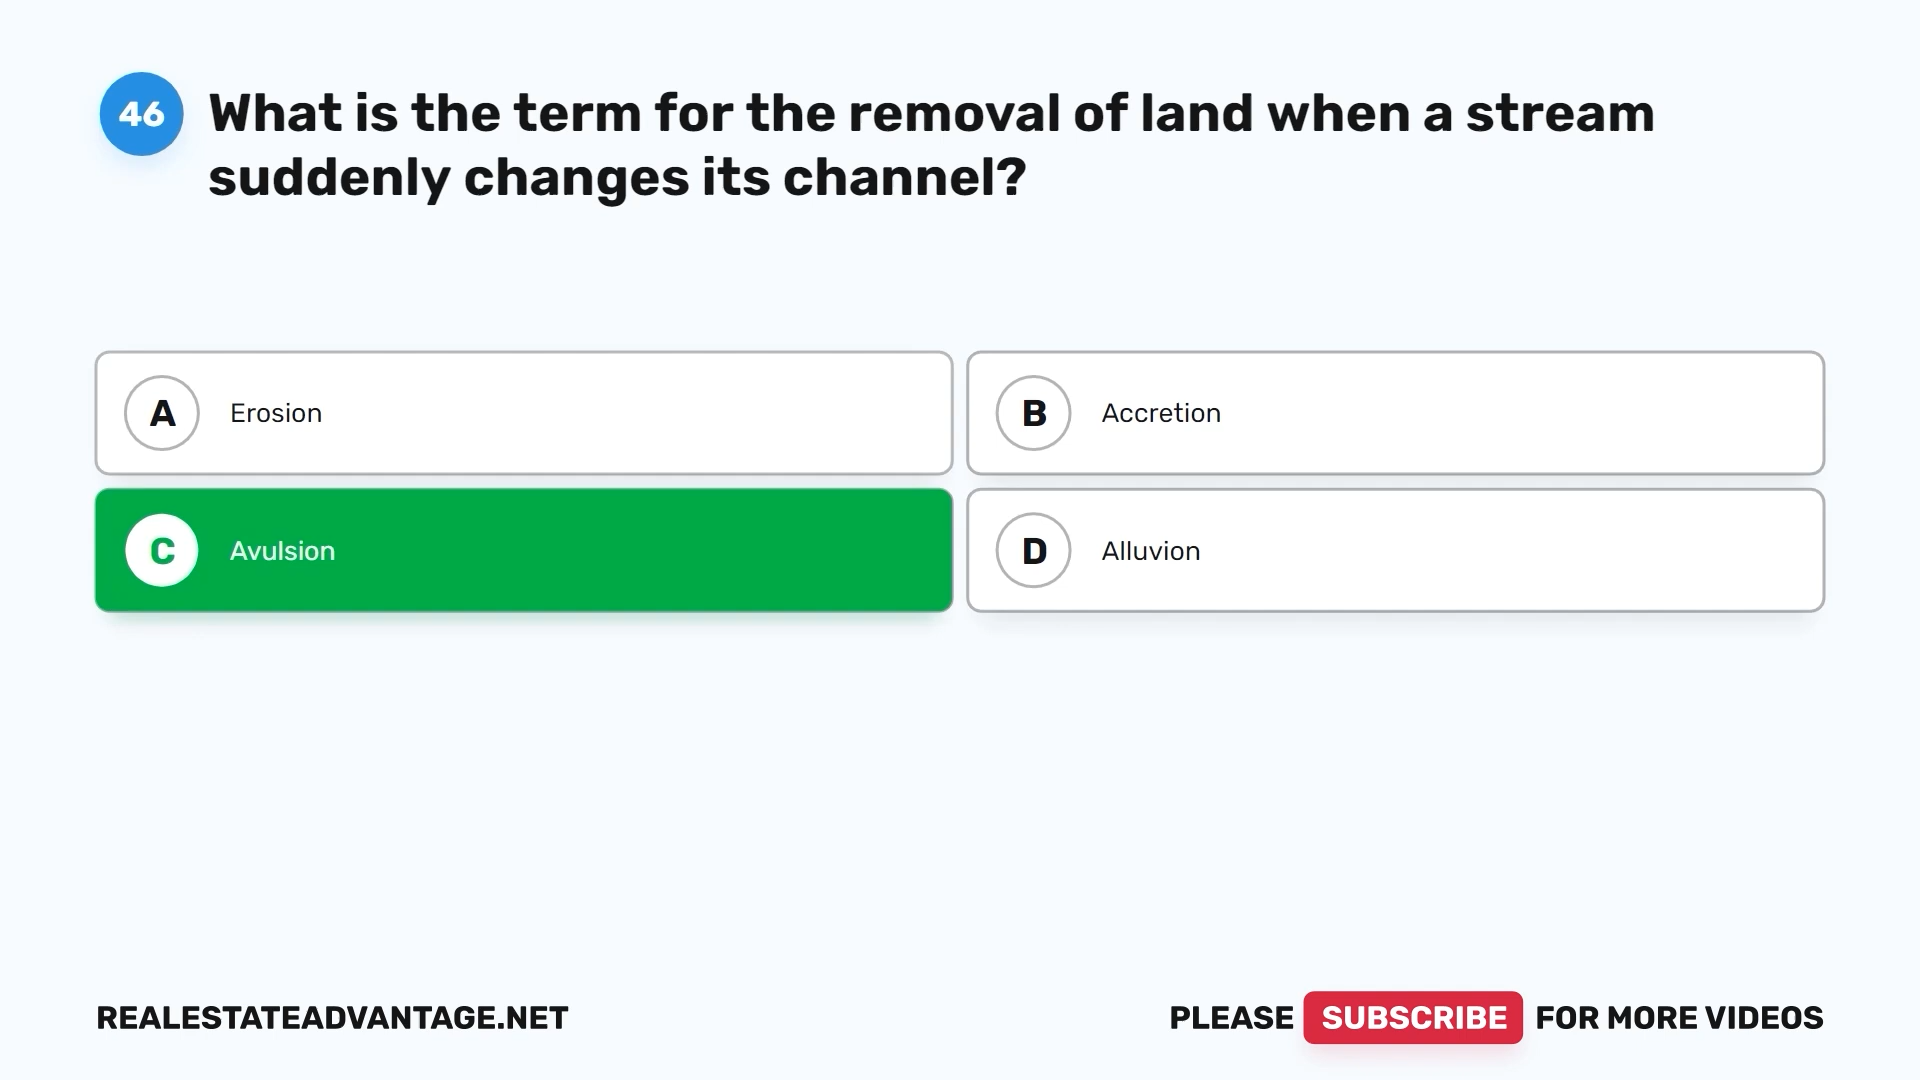 46
What is the term for the removal of land when a stream
suddenly changes its channel?
A Erosion
B Accretion
C Avulsion
D Alluvion
REALESTATEADVANTAGE.NET
PLEASE SUBSCRIBE FOR MORE VIDEOS